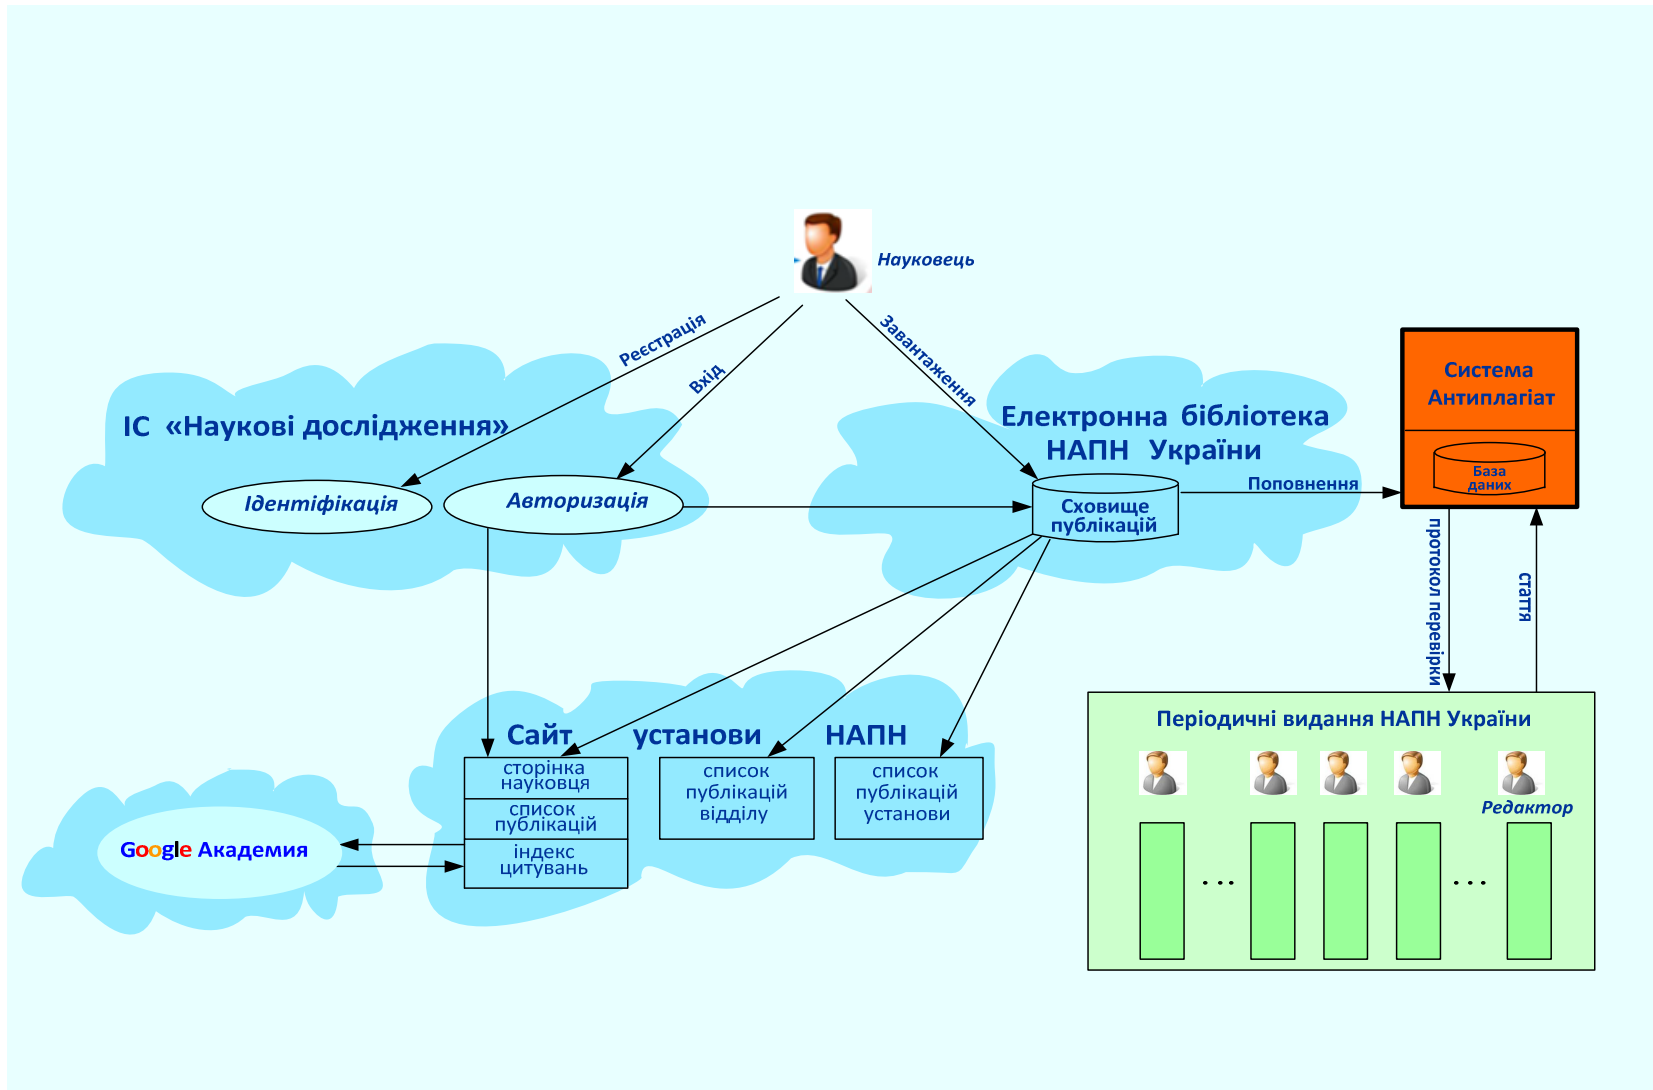 Науковець
Реєстрація
Вхід
Завантаження
ІС «Наукові дослідження»
Ідентифікація
Авторизація
Електронна бібліотека
НАПН України
Сховище
публікацій
Поповнення
Система
Антиплагіат
База
даних
протокол перевірки
стаття
Сайт установи НАПН
сторінка
науковця
список
публікацій
індекс
цитувань
список
публікацій
відділу
список
публікацій
установи
Google Академия
Періодичні видання НАПН України
Редактор
...
...